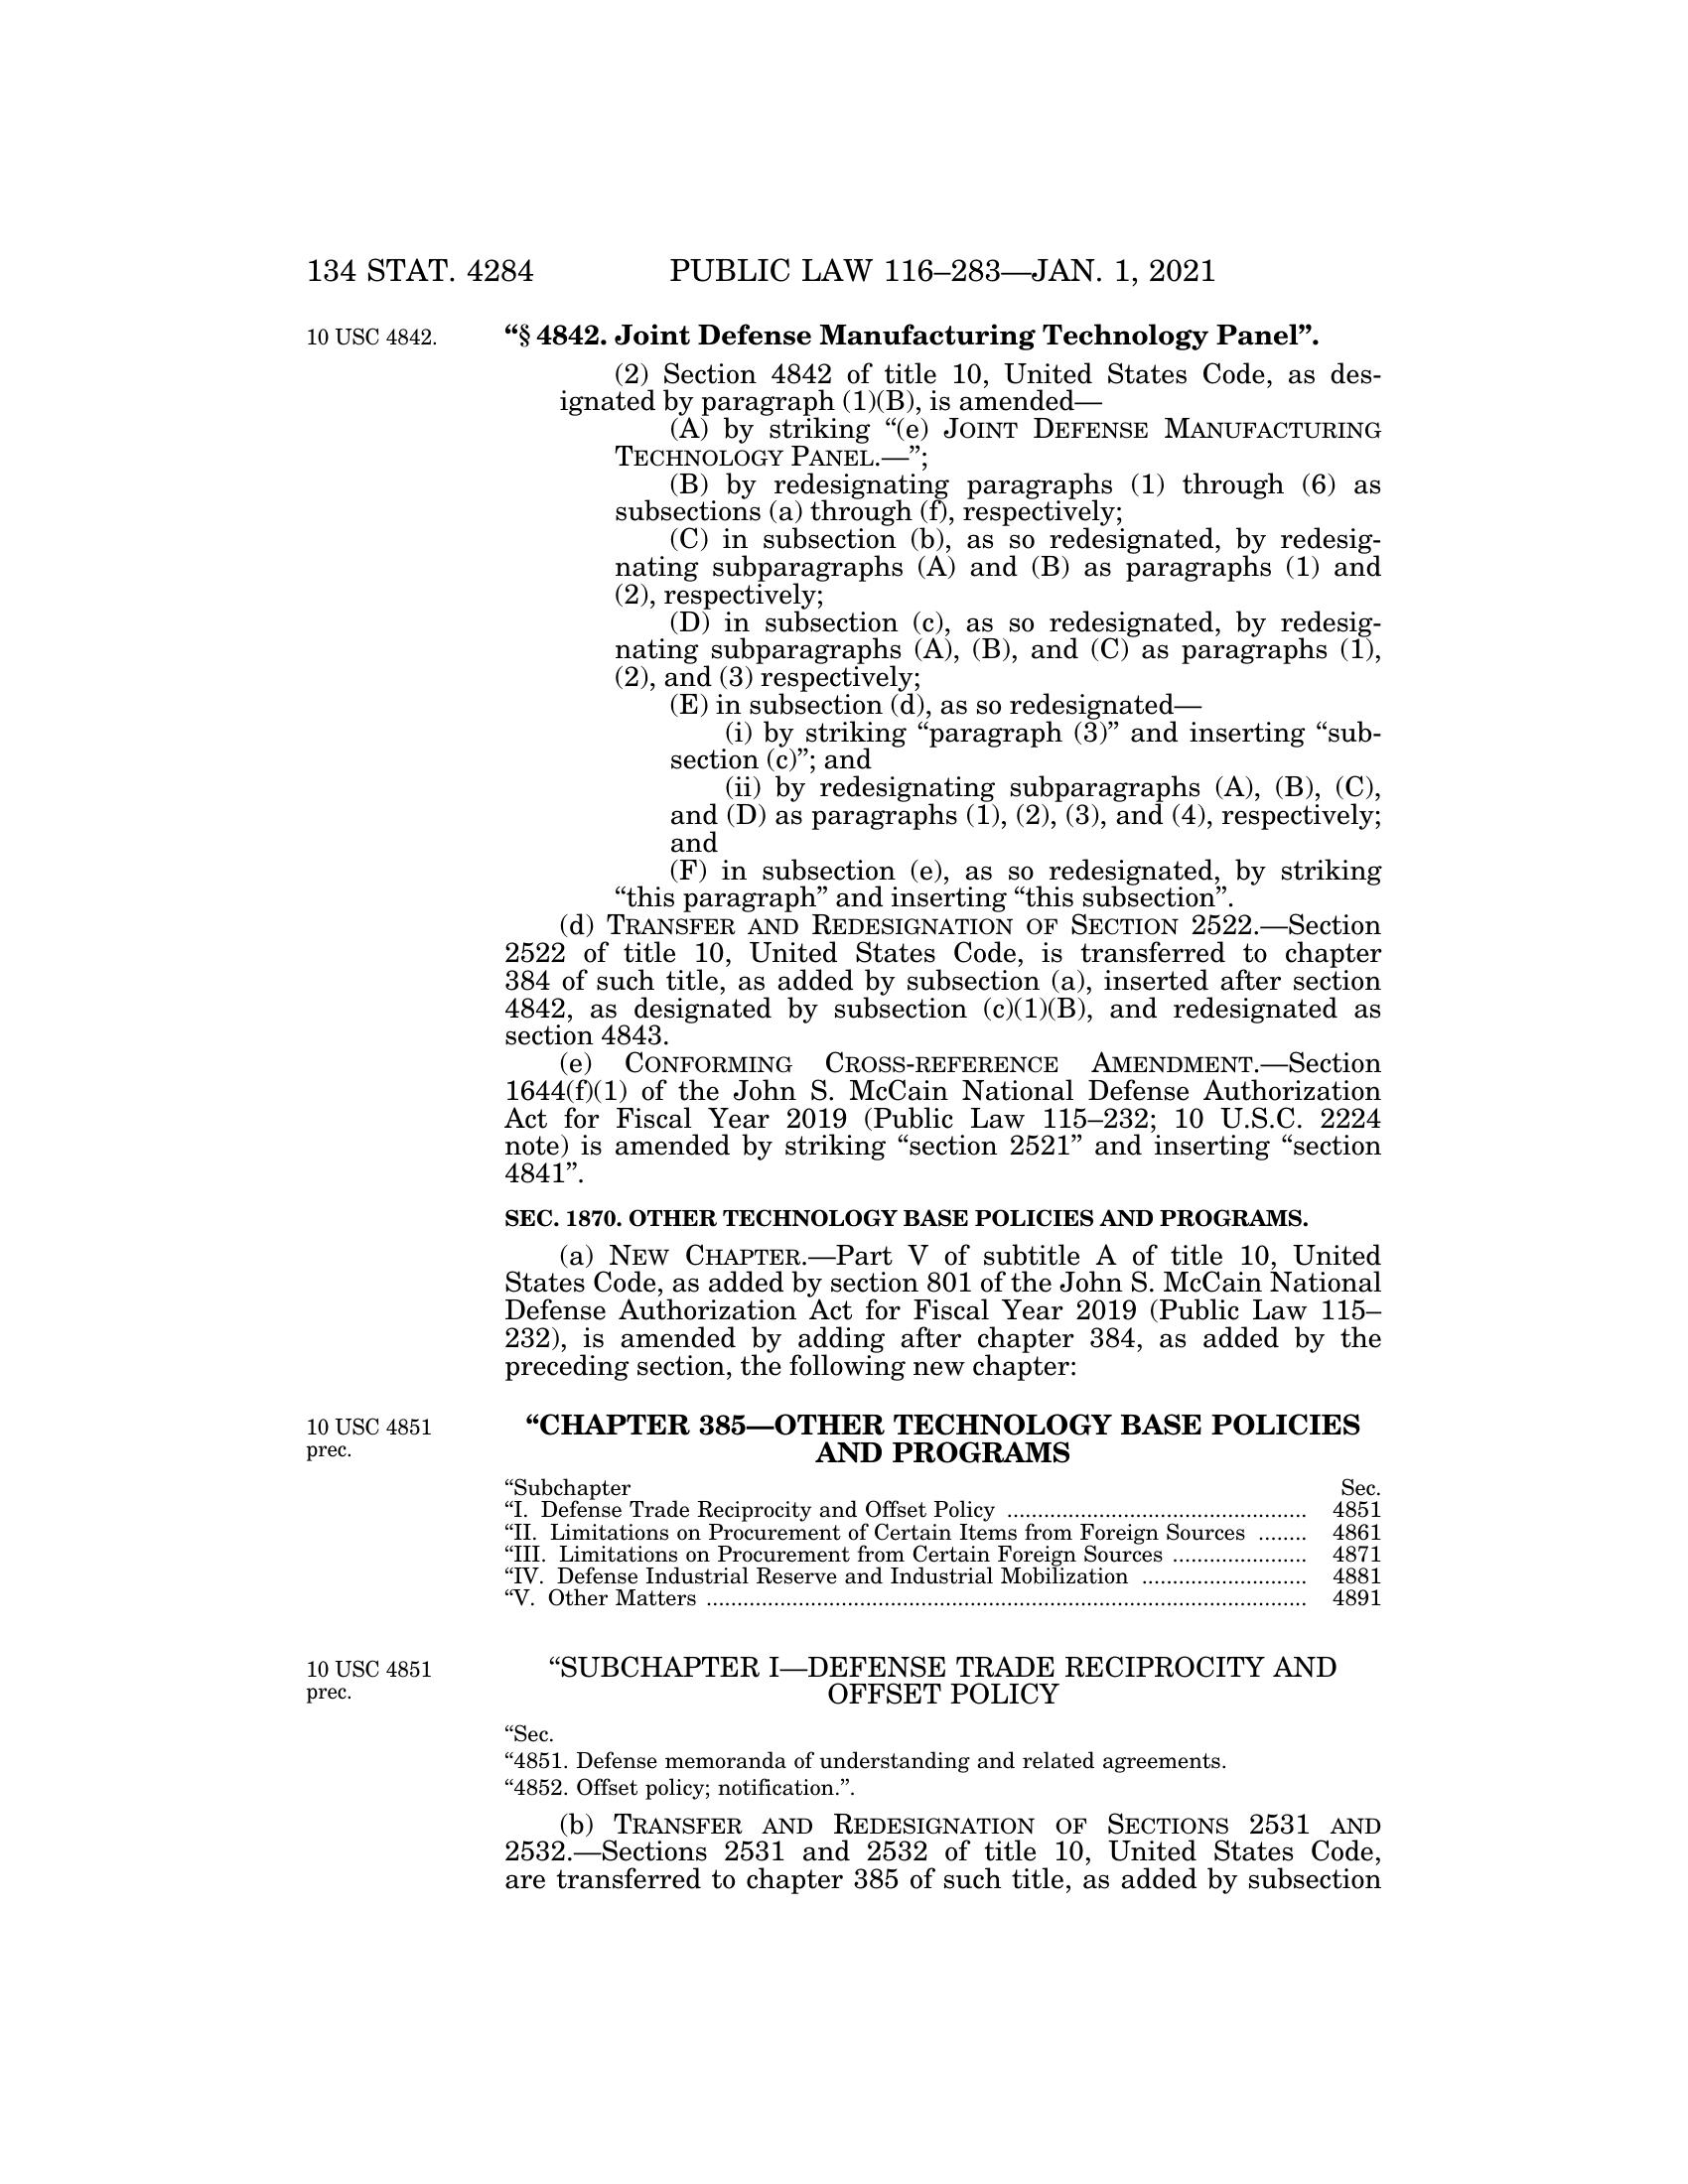 134 STAT. 4284 PUBLIC LAW 116–283—JAN. 1, 2021
10 USC 4842.
“§ 4842. Joint Defense Manufacturing Technology Panel”.
(2) Section 4842 of title 10, United States Code, as des-
ignated by paragraph (1)(B), is amended—
(A) by striking “(e) JOINT DEFENSE MANUFACTURING
TECHNOLOGY PANEL.—”;
(B) by redesignating paragraphs (1) through (6) as
subsections (a) through (f), respectively;
(C) in subsection (b), as so redesignated, by redesig-
nating subparagraphs (A) and (B) as paragraphs (1) and
(2), respectively;
(D) in subsection (c), as so redesignated, by redesig-
nating subparagraphs (A), (B), and (C) as paragraphs (1),
(2), and (3) respectively;
(E) in subsection (d), as so redesignated—
(i) by striking “paragraph (3)” and inserting “sub-
section (c)”; and
(ii) by redesignating subparagraphs (A), (B), (C),
and (D) as paragraphs (1), (2), (3), and (4), respectively;
and
(F) in subsection (e), as so redesignated, by striking
“this paragraph” and inserting “this subsection”.
(d) TRANSFER AND REDESIGNATION OF SECTION 2522.—Section
2522 of title 10, United States Code, is transferred to chapter
384 of such title, as added by subsection (a), inserted after section
4842, as designated by subsection (c)(1)(B), and redesignated as
section 4843.
(e) CONFORMING CROSS-REFERENCE AMENDMENT.—Section
1644(f)(1) of the John S. McCain National Defense Authorization
Act for Fiscal Year 2019 (Public Law 115–232; 10 U.S.C. 2224
note) is amended by striking “section 2521” and inserting “section
4841”.
SEC. 1870. OTHER TECHNOLOGY BASE POLICIES AND PROGRAMS.
(a) NEW CHAPTER.—Part V of subtitle A of title 10, United
States Code, as added by section 801 of the John S. McCain National
Defense Authorization Act for Fiscal Year 2019 (Public Law 115–
232), is amended by adding after chapter 384, as added by the
preceding section, the following new chapter:
10 USC 4851
prec.
“CHAPTER 385—OTHER TECHNOLOGY BASE POLICIES
AND PROGRAMS
“Subchapter Sec.
“I. Defense Trade Reciprocity and Offset Policy ................................................. 4851
“II. Limitations on Procurement of Certain Items from Foreign Sources ........ 4861
“III. Limitations on Procurement from Certain Foreign Sources ...................... 4871
“IV. Defense Industrial Reserve and Industrial Mobilization ........................... 4881
“V. Other Matters .................................................................................................. 4891
10 USC 4851
prec.
“SUBCHAPTER I—DEFENSE TRADE RECIPROCITY AND
OFFSET POLICY
“Sec.
“4851. Defense memoranda of understanding and related agreements.
“4852. Offset policy; notification.”.
(b) TRANSFER AND REDESIGNATION OF SECTIONS 2531 AND
2532.—Sections 2531 and 2532 of title 10, United States Code,
are transferred to chapter 385 of such title, as added by subsection